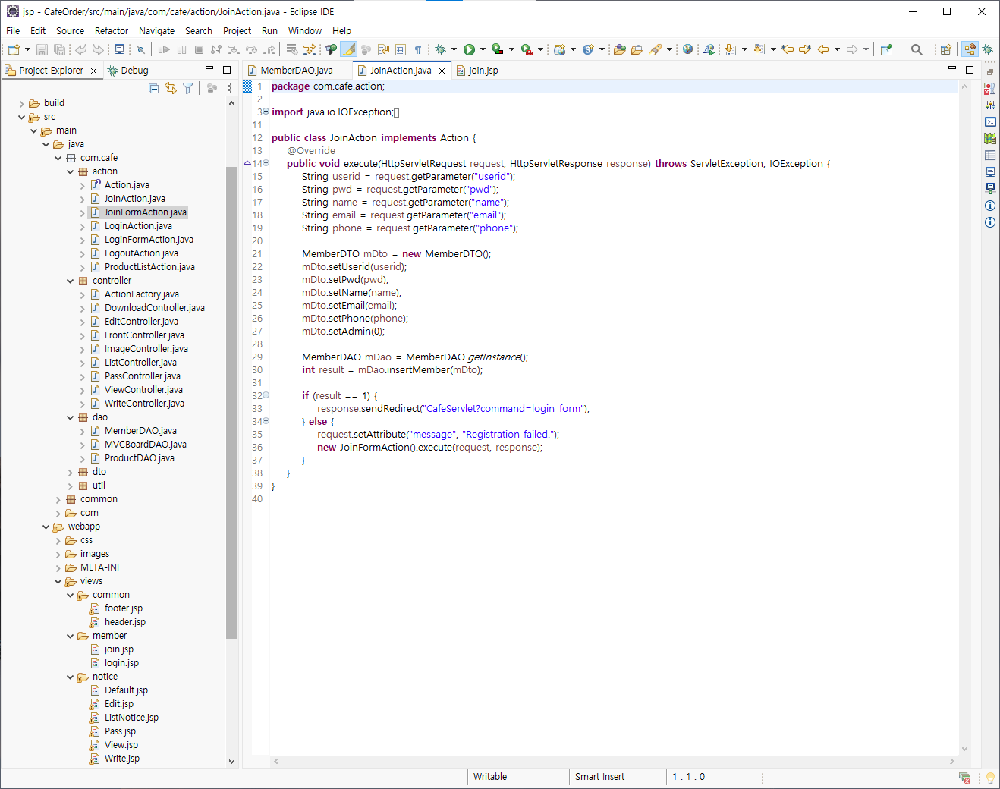 jsp - CafeOrder/src/main/java/com/cafe/action/JoinAction.java - Eclipse IDE
File Edit Source Refactor Navigate Search Project Run Window Help
Project Explorer Debug
MemberDAO.java JoinAction.java join.jsp
build
src
main
java
com.cafe
action
Action.java
JoinAction.java
JoinFormAction.java
LoginAction.java
LoginFormAction.java
LogoutAction.java
ProductListAction.java
controller
ActionFactory.java
DownloadController.java
EditController.java
FrontController.java
ImageController.java
ListController.java
PassController.java
ViewController.java
WriteController.java
dao
MemberDAO.java
MVCBoardDAO.java
ProductDAO.java
dto
util
common
com
webapp
css
images
META-INF
views
common
footer.jsp
header.jsp
member
join.jsp
login.jsp
notice
Default.jsp
Edit.jsp
ListNotice.jsp
Pass.jsp
View.jsp
Write.jsp
1 package com.cafe.action;
2
3 import java.io.IOException;
11
12 public class JoinAction implements Action {
13 @Override
14 public void execute(HttpServletRequest request, HttpServletResponse response) throws ServletException, IOException {
15 String userid = request.getParameter("userid");
16 String pwd = request.getParameter("pwd");
17 String name = request.getParameter("name");
18 String email = request.getParameter("email");
19 String phone = request.getParameter("phone");
20
21 MemberDTO mDto = new MemberDTO();
22 mDto.setUserid(userid);
23 mDto.setPwd(pwd);
24 mDto.setName(name);
25 mDto.setEmail(email);
26 mDto.setPhone(phone);
27 mDto.setAdmin(0);
28
29 MemberDAO mDao = MemberDAO.getInstance();
30 int result = mDao.insertMember(mDto);
31
32 if (result == 1) {
33 response.sendRedirect("CafeServlet?command=login_form");
34 } else {
35 request.setAttribute("message", "Registration failed.");
36 new JoinFormAction().execute(request, response);
37 }
38 }
39 }
40
Writable Smart Insert 1 : 1 : 0